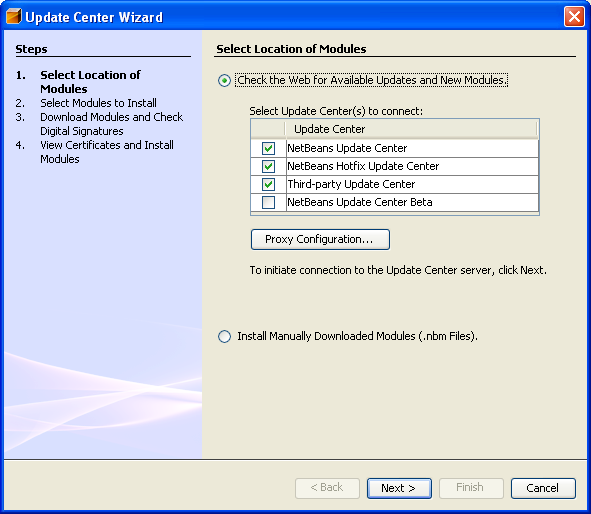 Update Center Wizard
Steps
1. Select Location of
Modules
2. Select Modules to Install
3. Download Modules and Check
Digital Signatures
4. View Certificates and Install
Modules
Select Location of Modules
Check the Web for Available Updates and New Modules.
Select Update Center(s) to connect:
Update Center
NetBeans Update Center
NetBeans Hotfix Update Center
Third-party Update Center
NetBeans Update Center Beta
Proxy Configuration...
To initiate connection to the Update Center server, click Next.
Install Manually Downloaded Modules (.nbm Files).
< Back
Next >
Finish
Cancel